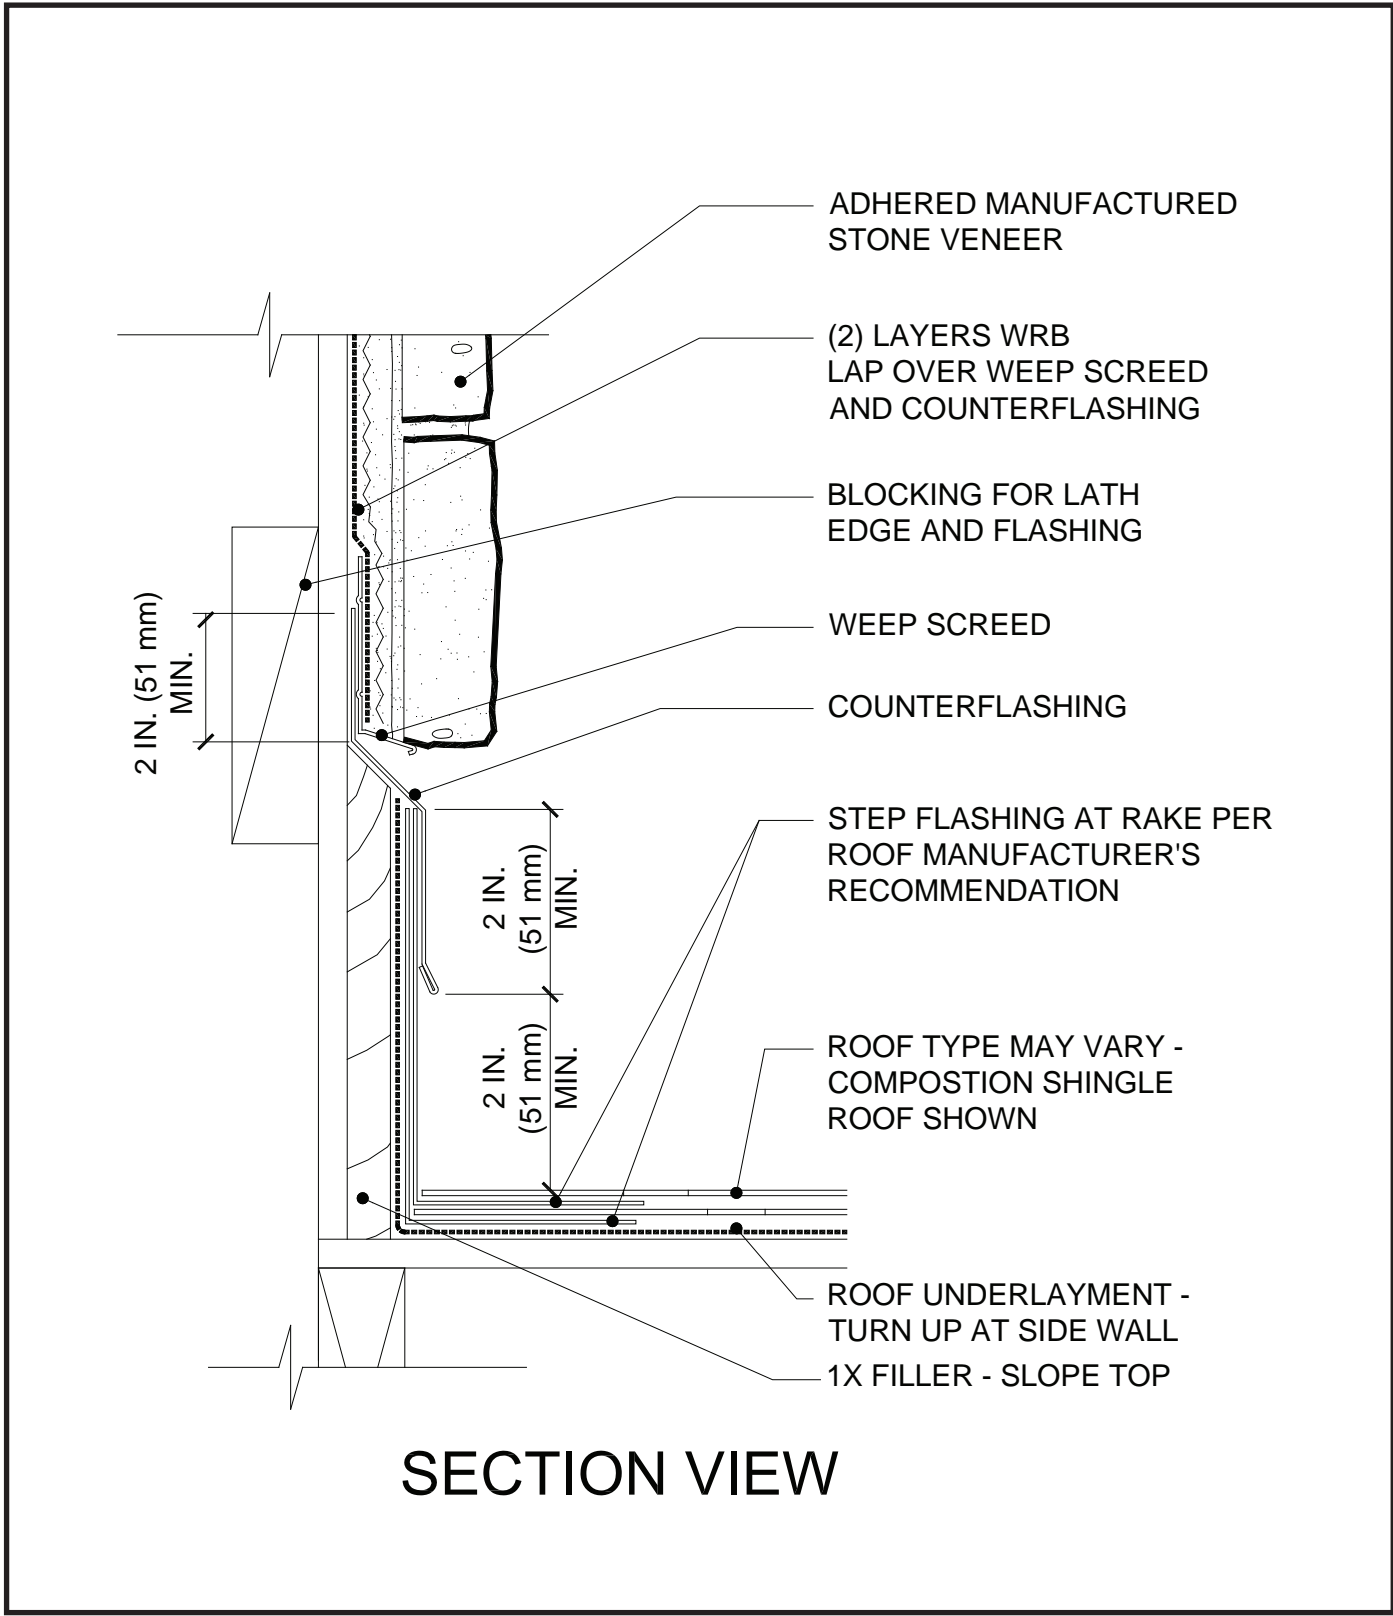 ADHERED MANUFACTURED
STONE VENEER
(2) LAYERS WRB
LAP OVER WEEP SCREED
AND COUNTERFLASHING
BLOCKING FOR LATH
EDGE AND FLASHING
2 IN. (51 mm)
MIN.
WEEP SCREED
COUNTERFLASHING
STEP FLASHING AT RAKE PER
ROOF MANUFACTURER'S
RECOMMENDATION
2 IN.
(51 mm)
MIN.
2 IN.
(51 mm)
MIN.
ROOF TYPE MAY VARY -
COMPOSTION SHINGLE
ROOF SHOWN
ROOF UNDERLAYMENT -
TURN UP AT SIDE WALL
1X FILLER - SLOPE TOP
SECTION VIEW